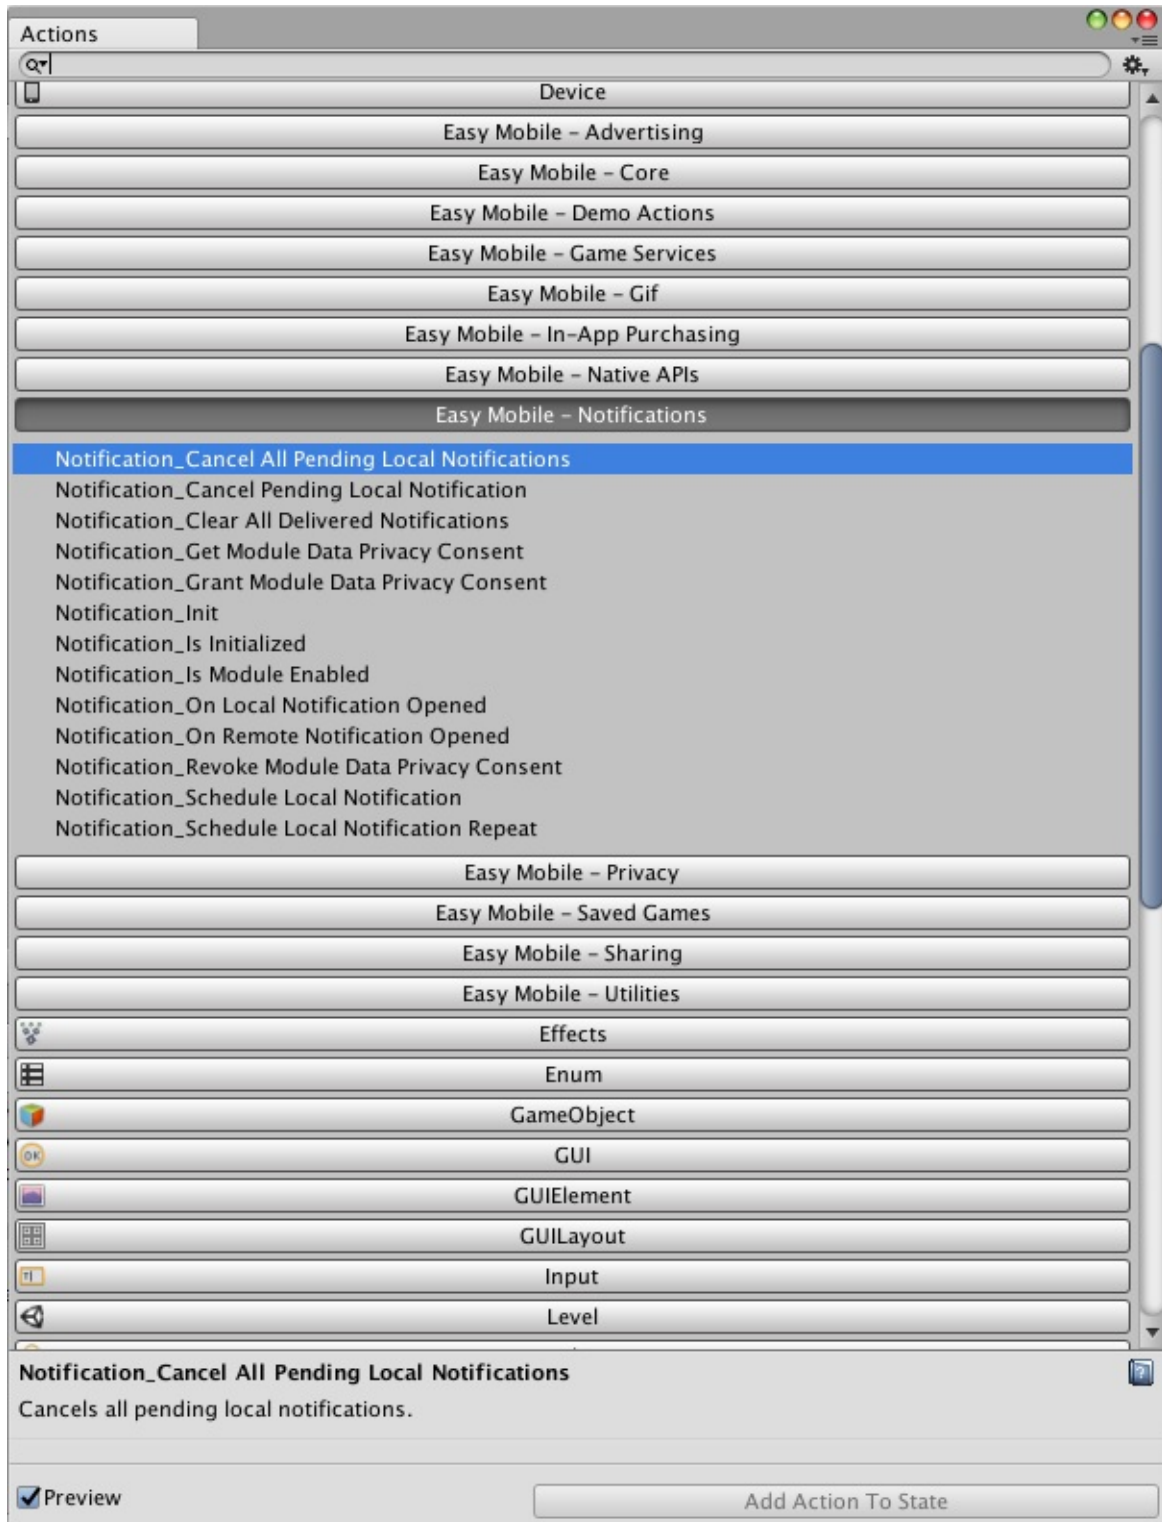 Actions
Device
Easy Mobile – Advertising
Easy Mobile – Core
Easy Mobile – Demo Actions
Easy Mobile – Game Services
Easy Mobile – Gif
Easy Mobile – In-App Purchasing
Easy Mobile – Native APIs
Easy Mobile – Notifications
Notification_Cancel All Pending Local Notifications
Notification_Cancel Pending Local Notification
Notification_Clear All Delivered Notifications
Notification_Get Module Data Privacy Consent
Notification_Grant Module Data Privacy Consent
Notification_Init
Notification_Is Initialized
Notification_Is Module Enabled
Notification_On Local Notification Opened
Notification_On Remote Notification Opened
Notification_Revoke Module Data Privacy Consent
Notification_Schedule Local Notification
Notification_Schedule Local Notification Repeat
Easy Mobile – Privacy
Easy Mobile – Saved Games
Easy Mobile – Sharing
Easy Mobile – Utilities
Effects
Enum
GameObject
OK GUI
GUIElement
GUILayout
Input
Level
Notification_Cancel All Pending Local Notifications
Cancels all pending local notifications.
Preview
Add Action To State